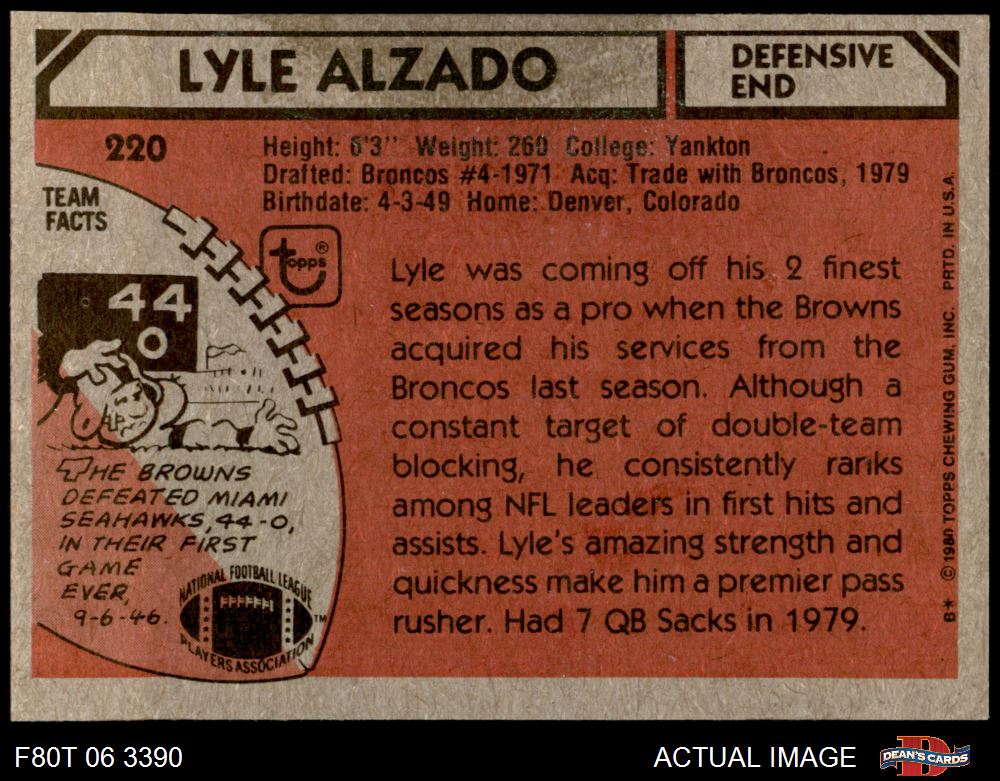 LYLE ALZADO
DEFENSIVE
END
220
Height: 6'3" Weight: 260 College: Yankton
Drafted: Broncos #4-1971 Acq: Trade with Broncos, 1979
Birthdate: 4-3-49 Home: Denver, Colorado
TEAM
FACTS
topps®
44
0
THE BROWNS
DEFEATED MIAMI
SEAHAWKS, 44-0,
IN THEIR FIRST
GAME
EVER,
9-6-46.
NATIONAL FOOTBALL LEAGUE
PLAYERS ASSOCIATION
™
Lyle was coming off his 2 finest
seasons as a pro when the Browns
acquired his services from the
Broncos last season. Although a
constant target of double-team
blocking, he consistently ranks
among NFL leaders in first hits and
assists. Lyle's amazing strength and
quickness make him a premier pass
rusher. Had 7 QB Sacks in 1979.
B* © 1980 TOPPS CHEWING GUM, INC. PRTD. IN U.S.A.
F80T 06 3390
ACTUAL IMAGE
DEAN'S CARDS